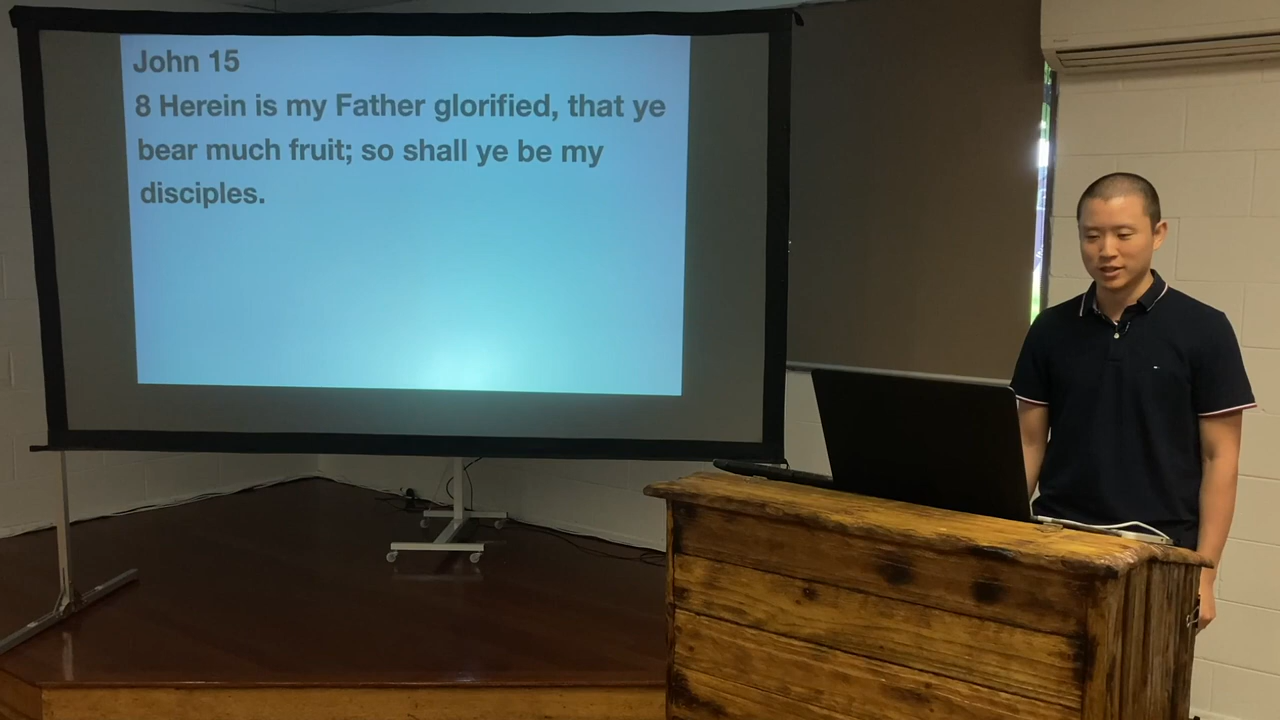 John 15
8 Herein is my Father glorified, that ye
bear much fruit; so shall ye be my
disciples.